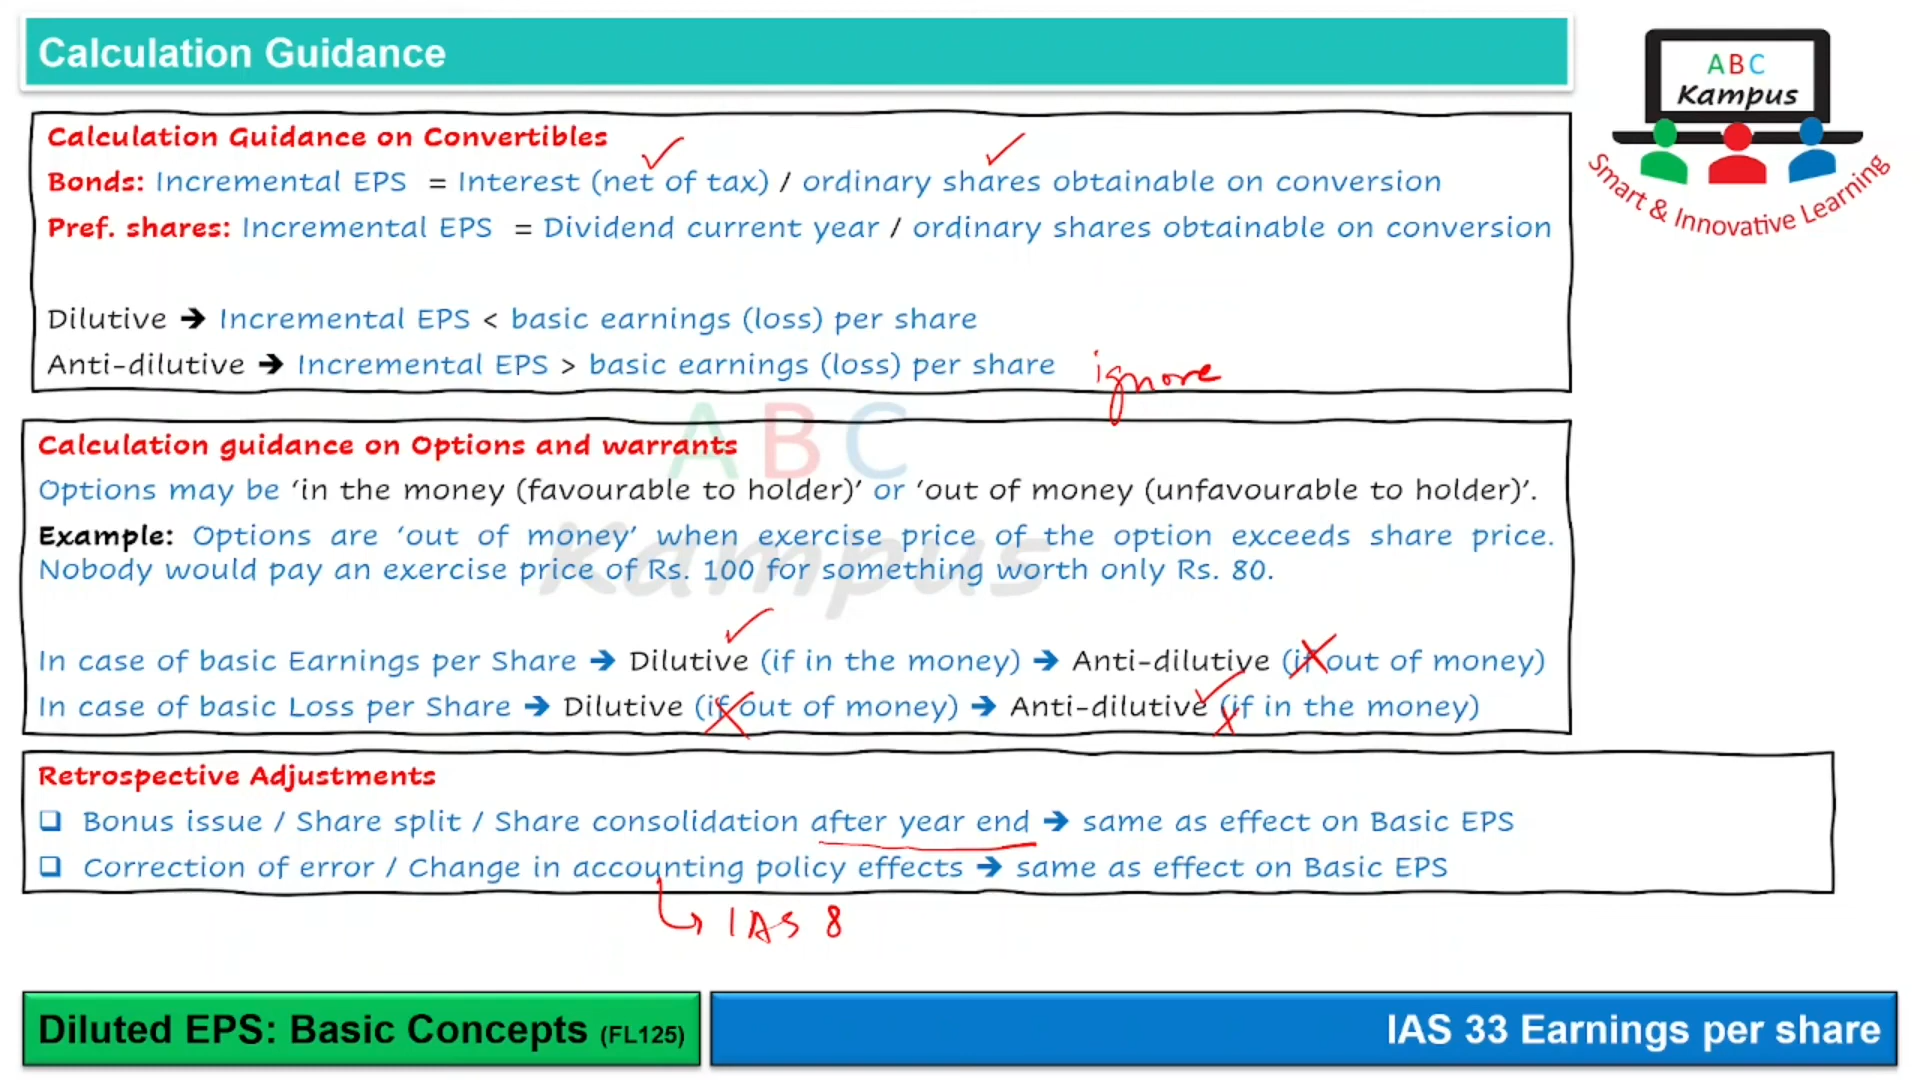 Calculation Guidance
ABC
Kampus
Smart & Innovative Learning
Calculation Guidance on Convertibles
Bonds: Incremental EPS = Interest (net of tax) / ordinary shares obtainable on conversion
Pref. shares: Incremental EPS = Dividend current year / ordinary shares obtainable on conversion
Dilutive ➔ Incremental EPS < basic earnings (loss) per share
Anti-dilutive ➔ Incremental EPS > basic earnings (loss) per share ignore
ABC
Kampus
Calculation guidance on Options and warrants
Options may be ‘in the money (favourable to holder)’ or ‘out of money (unfavourable to holder)’.
Example: Options are ‘out of money’ when exercise price of the option exceeds share price.
Nobody would pay an exercise price of Rs. 100 for something worth only Rs. 80.
In case of basic Earnings per Share ➔ Dilutive (if in the money) ➔ Anti-dilutive (if out of money)
In case of basic Loss per Share ➔ Dilutive (if out of money) ➔ Anti-dilutive (if in the money)
Retrospective Adjustments
❑ Bonus issue / Share split / Share consolidation after year end ➔ same as effect on Basic EPS
❑ Correction of error / Change in accounting policy effects ➔ same as effect on Basic EPS
IAS 8
Diluted EPS: Basic Concepts (FL125)
IAS 33 Earnings per share